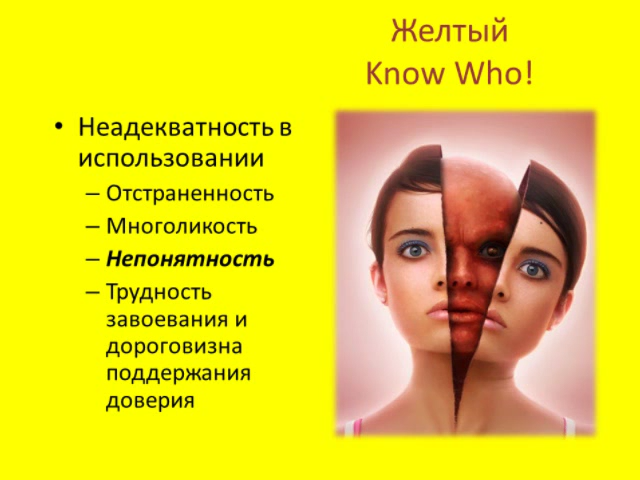 Желтый
Know Who!
• Неадекватность в
использовании
– Отстраненность
– Многоликость
– Непонятность
– Трудность
завоевания и
дороговизна
поддержания
доверия